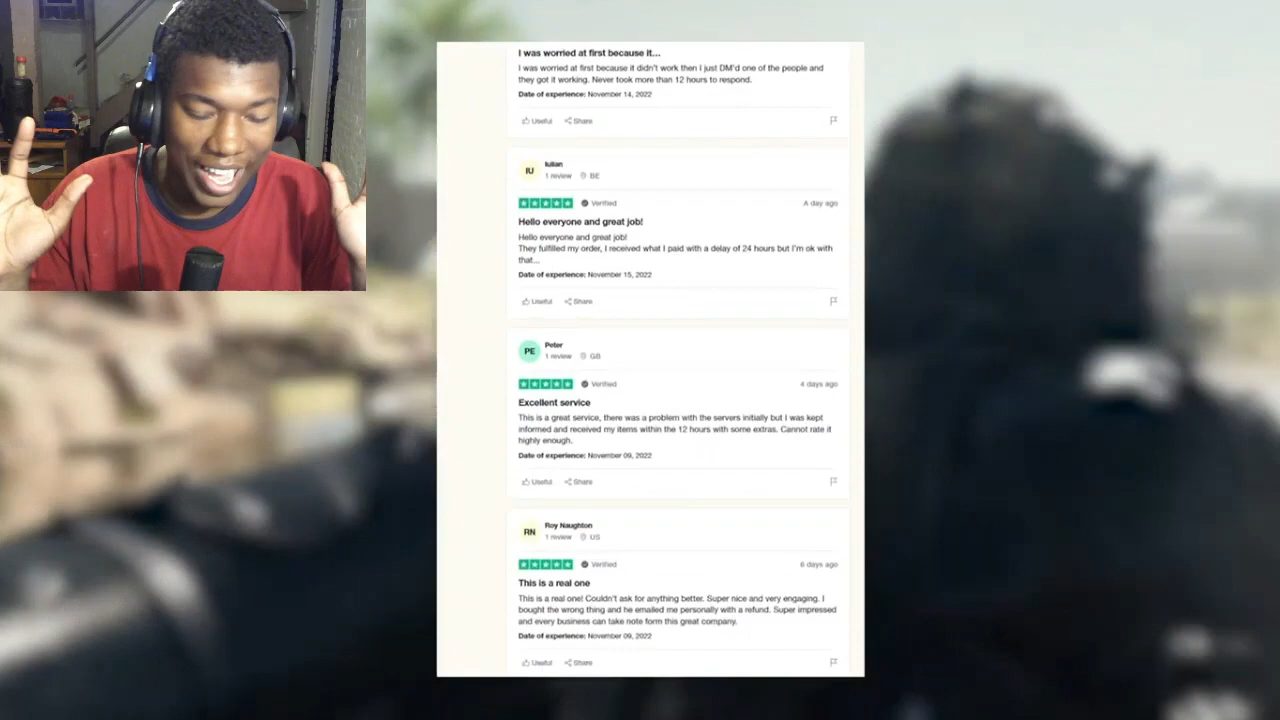 I was worried at first because it...
I was worried at first because it didn't work then I just DM'd one of the people and
they got it working. Never took more than 12 hours to respond.
Date of experience: November 14, 2022
Useful Share
IU
Iulian
1 review BE
Verified A day ago
Hello everyone and great job!
Hello everyone and great job!
They fulfilled my order, I received what I paid with a delay of 24 hours but I'm ok with
that...
Date of experience: November 15, 2022
Useful Share
PE
Peter
1 review GB
Verified 4 days ago
Excellent service
This is a great service, there was a problem with the servers initially but I was kept
informed and received my items within the 12 hours with some extras. Cannot rate it
highly enough.
Date of experience: November 09, 2022
Useful Share
RN
Roy Naughton
1 review US
Verified 6 days ago
This is a real one
This is a real one! Couldn't ask for anything better. Super nice and very engaging. I
bought the wrong thing and he emailed me personally with a refund. Super impressed
and every business can take note form this great company.
Date of experience: November 09, 2022
Useful Share